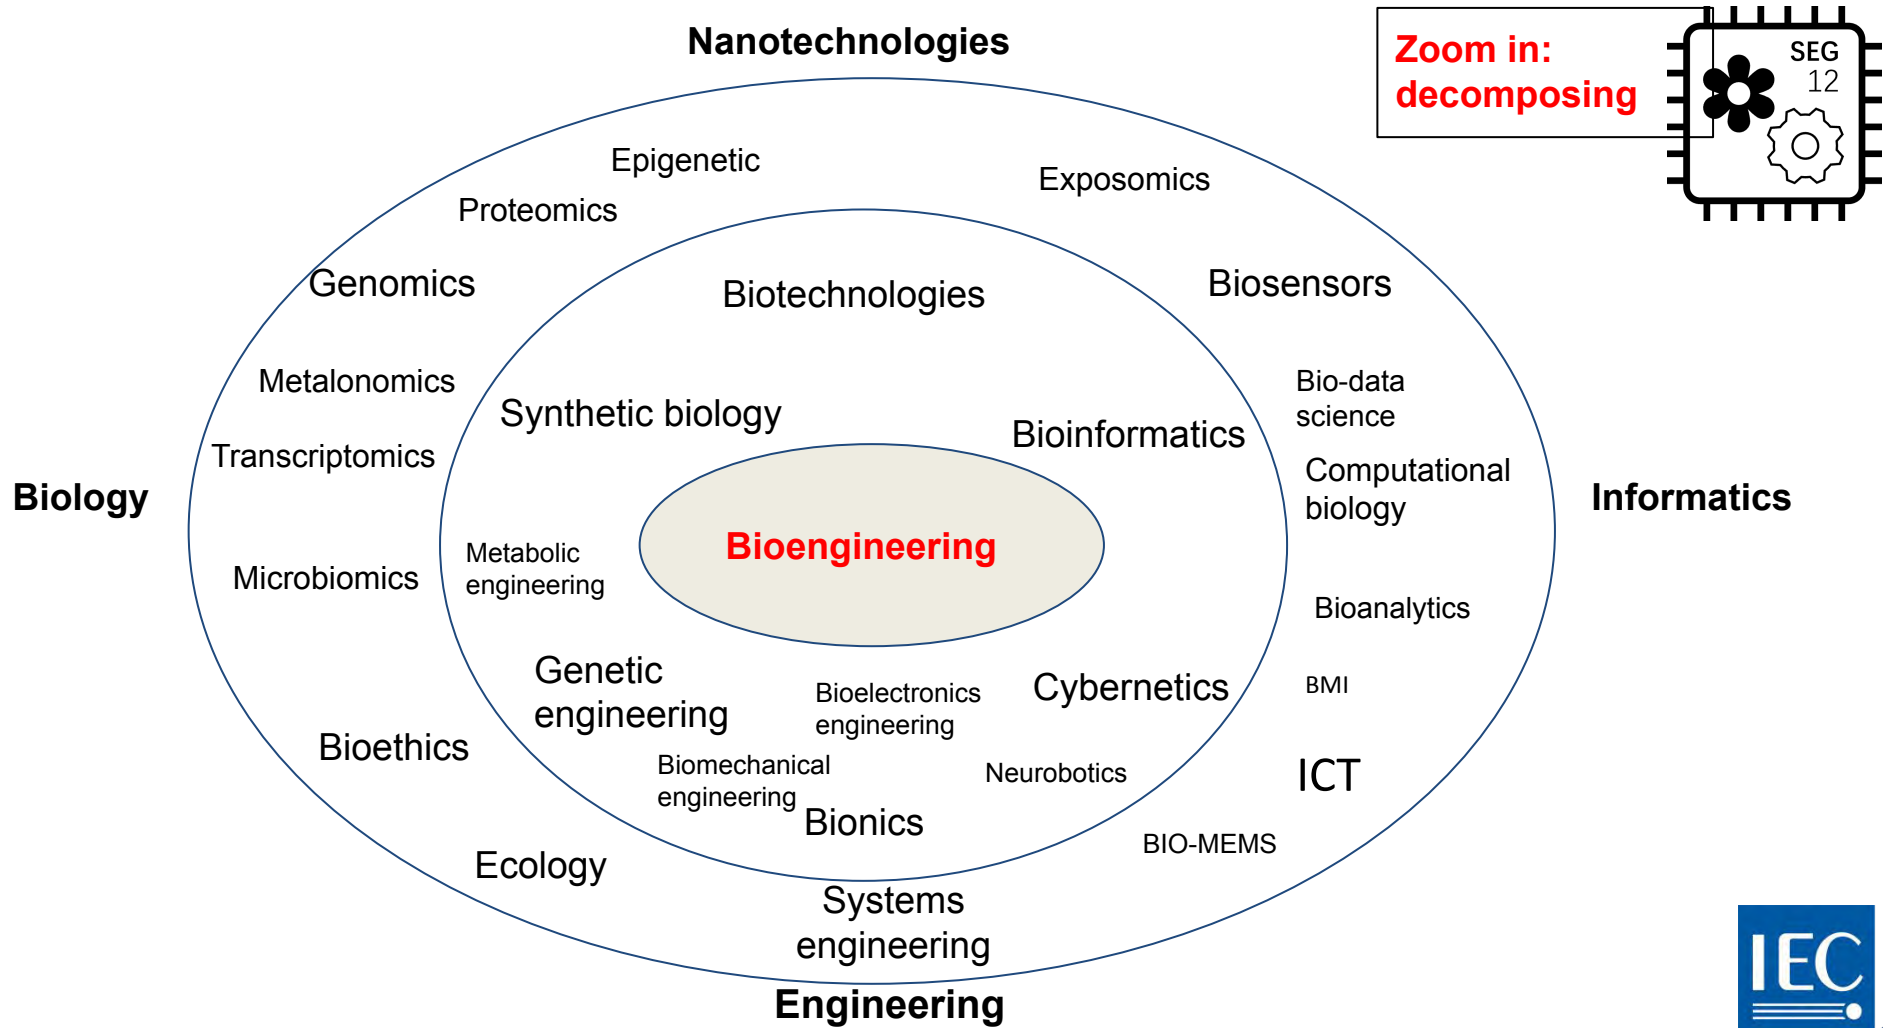 Nanotechnologies
Zoom in:
decomposing
SEG
12
Epigenetic
Exposomics
Proteomics
Genomics
Biotechnologies
Biosensors
Metalonomics
Bio-data
science
Synthetic biology
Bioinformatics
Transcriptomics
Computational
biology
Biology
Informatics
Bioengineering
Metabolic
engineering
Microbiomics
Bioanalytics
Genetic
engineering
Bioelectronics
engineering
Cybernetics
BMI
Bioethics
Biomechanical
engineering
Neurobotics
ICT
Bionics
BIO-MEMS
Ecology
Systems
engineering
Engineering
IEC